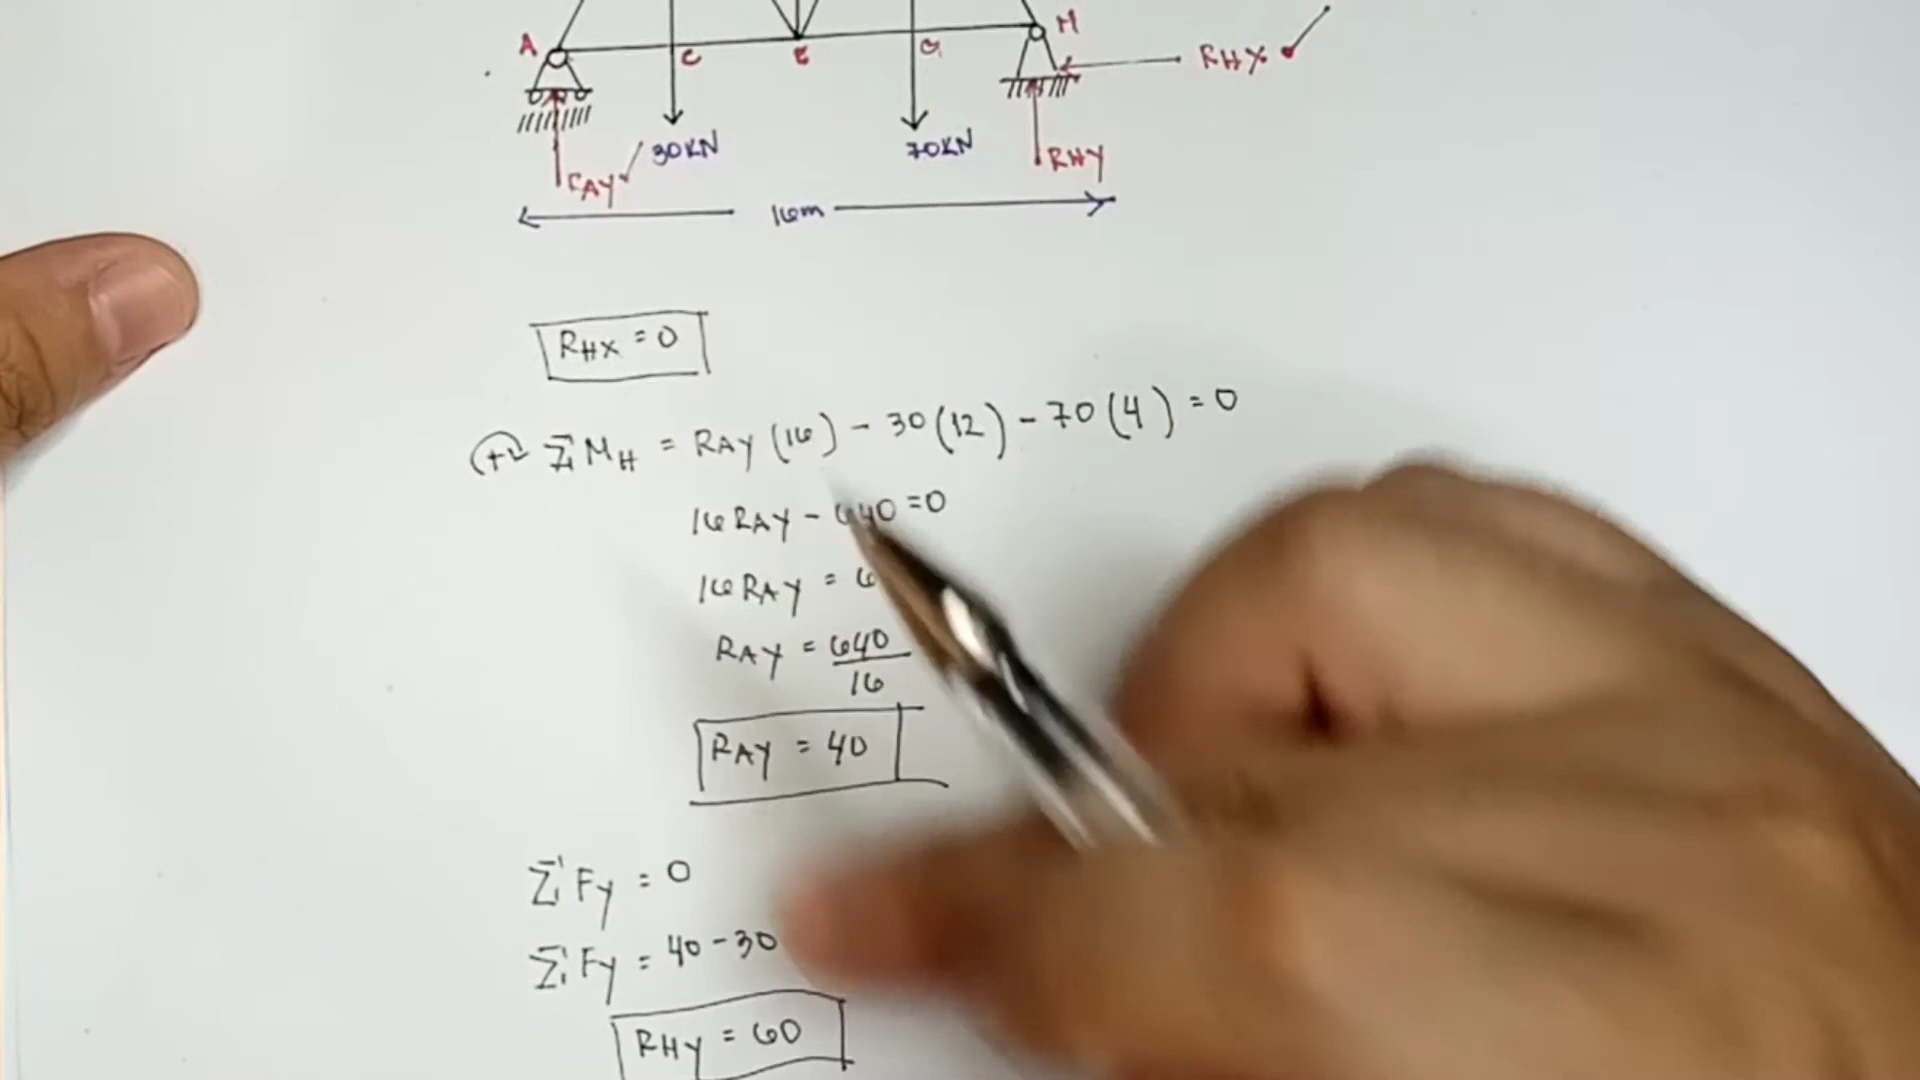 A C E G H
RHX
30KN 70KN RHY
RAY
16m
RHX = 0
+ ΣMH = RAY (16) - 30(12) - 70(4) = 0
16RAY - 640 = 0
16RAY = 6
RAY = 640/16
RAY = 40
ΣFy = 0
ΣFy = 40 - 30
RHy = 60